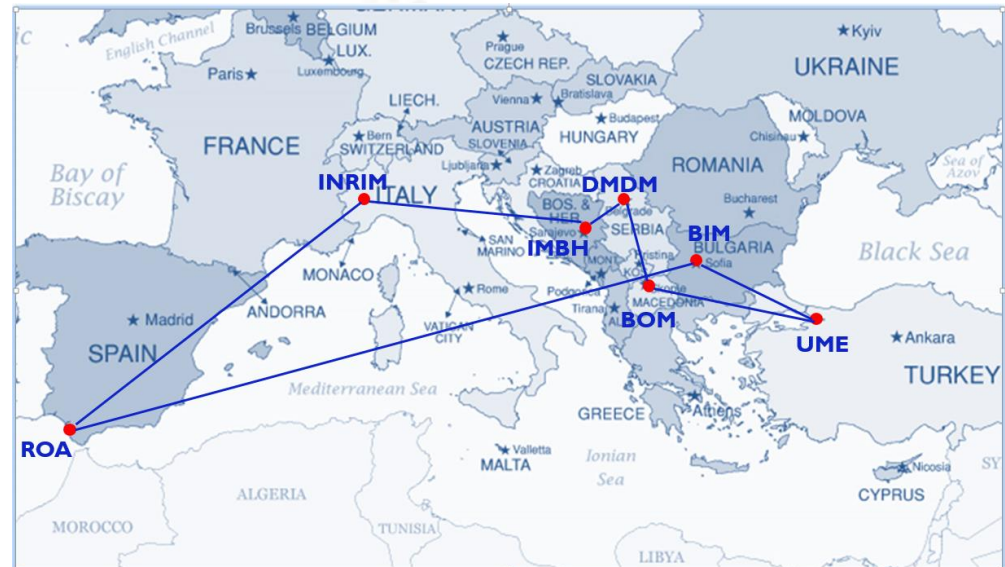 Brussels BELGIUM
English Channel
LUX.
Paris
Luxembourg
Prague
CZECH REP.
Kyiv
UKRAINE
SLOVAKIA
LIECH.
Vienna
Bratislava
MOLDOVA
Bern
SWITZERLAND
AUSTRIA
Budapest
HUNGARY
Chisinau
FRANCE
SLOVENIA
Ljubljana
Zagreb
CROATIA
ROMANIA
Sea of
Azov
Bay of
Biscay
INRIM
ITALY
DMDM
BOS. &
HER.
Belgrade
Bucharest
Sarajevo
SERBIA
IMBH
BIM
BULGARIA
Sofia
Black Sea
SAN
MARINO
MONT.
Pristina
KOS
MONACO
Podgorica
Skopje
MACEDONIA
ANDORRA
Rome
Tirana
BOM
Madrid
VATICAN
CITY
SPAIN
UME
Ankara
TURKEY
Mediterranean Sea
GREECE
Athens
ROA
Valletta
MALTA
Ionian
Sea
Nicosia
CYPRUS
SY
ALGERIA
MOROCCO
TUNISIA
LIBYA